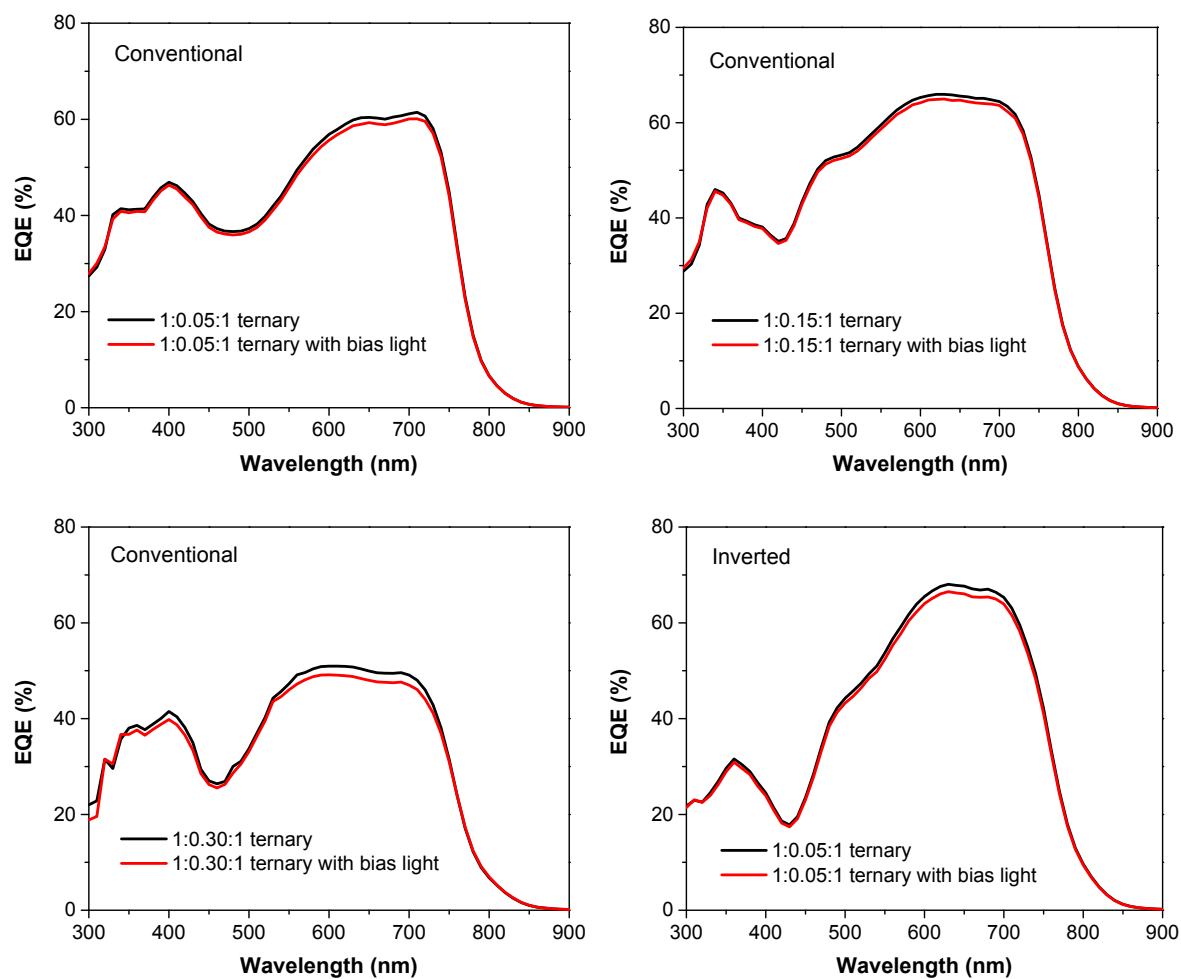 80
60
40
20
0
EQE (%)
Conventional
1:0.05:1 ternary
1:0.05:1 ternary with bias light
300 400 500 600 700 800 900
Wavelength (nm)
80
60
40
20
0
EQE (%)
Conventional
1:0.15:1 ternary
1:0.15:1 ternary with bias light
300 400 500 600 700 800 900
Wavelength (nm)
80
60
40
20
0
EQE (%)
Conventional
1:0.30:1 ternary
1:0.30:1 ternary with bias light
300 400 500 600 700 800 900
Wavelength (nm)
80
60
40
20
0
EQE (%)
Inverted
1:0.05:1 ternary
1:0.05:1 ternary with bias light
300 400 500 600 700 800 900
Wavelength (nm)